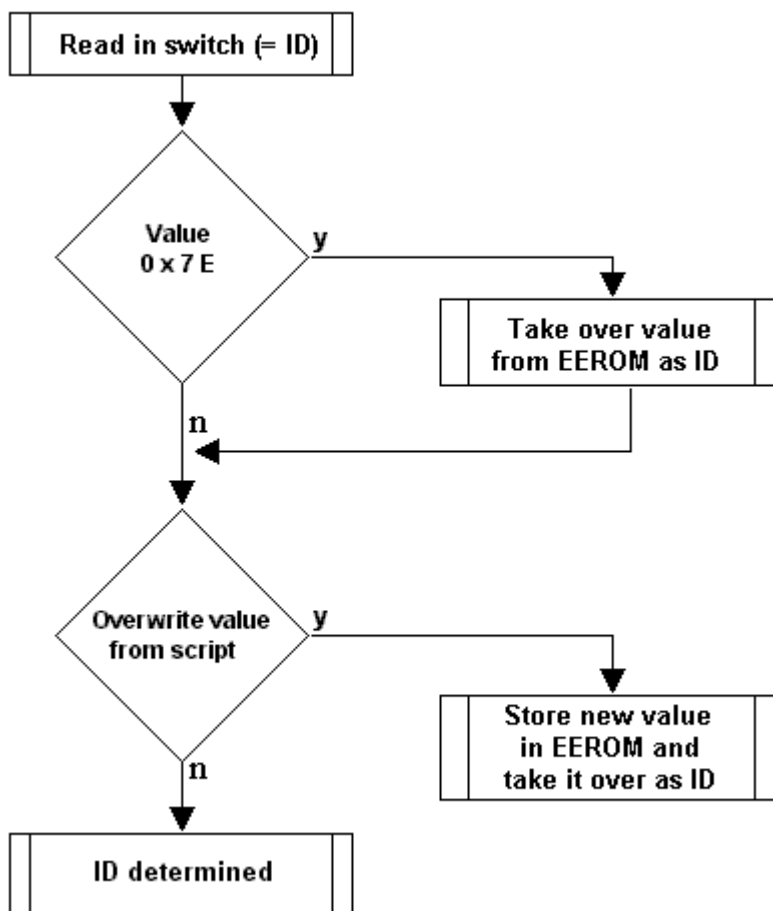 Read in switch (= ID)
Value
0 x 7 E
y
Take over value
from EEROM as ID
n
Overwrite value
from script
y
Store new value
in EEROM and
take it over as ID
n
ID determined